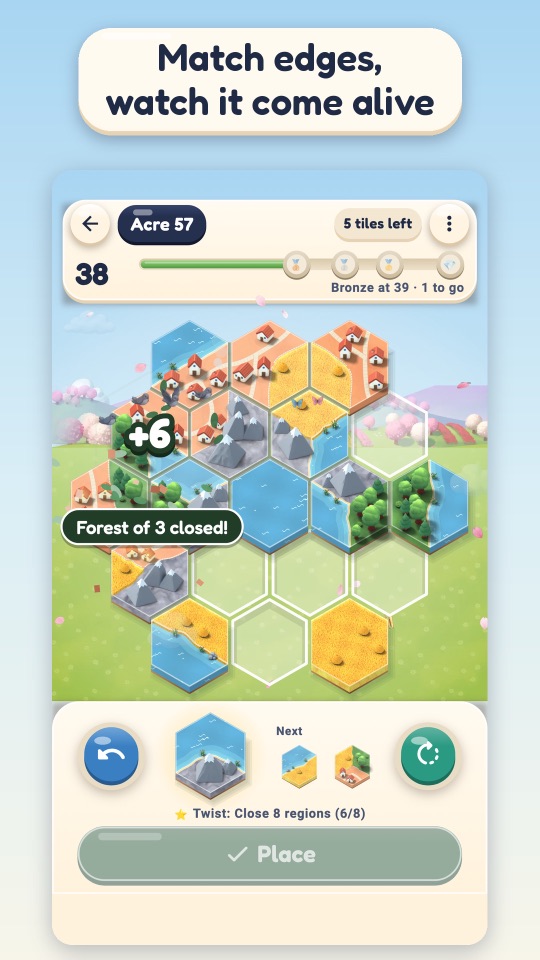 Match edges,
watch it come alive
Acre 57
5 tiles left
38
Bronze at 39 · 1 to go
+6
Forest of 3 closed!
Next
Twist: Close 8 regions (6/8)
Place